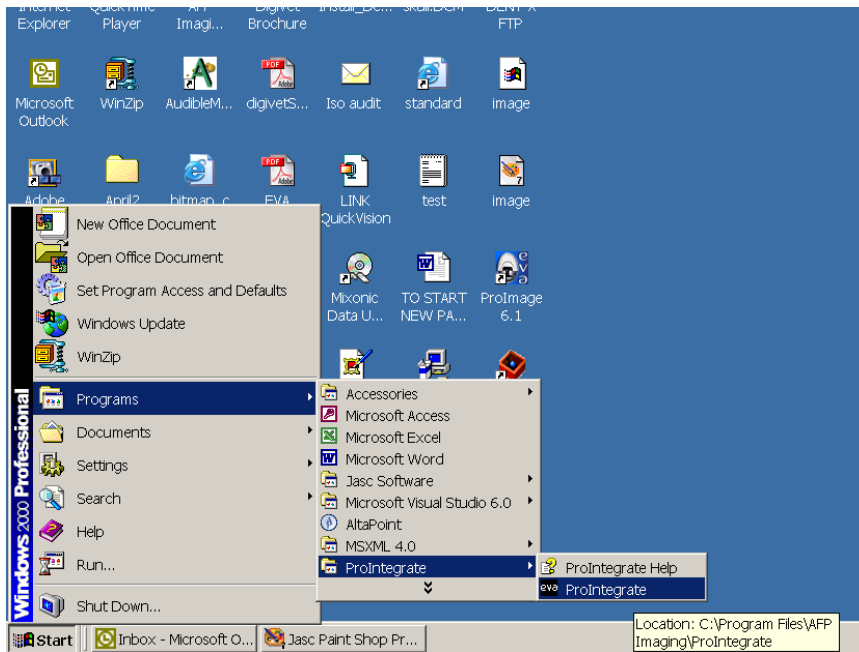 Explorer Player Imagi... Brochure FTP
Microsoft Outlook
WinZip
AudibleM...
digivetS...
Iso audit
standard
image
Adobe
April2
bitmap_c
EVA
LINK QuickVision
test
image
Mixonic Data U...
TO START NEW PA...
ProImage 6.1
New Office Document
Open Office Document
Set Program Access and Defaults
Windows Update
WinZip
Programs
Documents
Settings
Search
Help
Run...
Shut Down...
Windows 2000 Professional
Accessories
Microsoft Access
Microsoft Excel
Microsoft Word
Jasc Software
Microsoft Visual Studio 6.0
AltaPoint
MSXML 4.0
ProIntegrate
ProIntegrate Help
eva ProIntegrate
Location: C:\Program Files\AFP
Imaging\ProIntegrate
Start
Inbox - Microsoft O...
Jasc Paint Shop Pr...